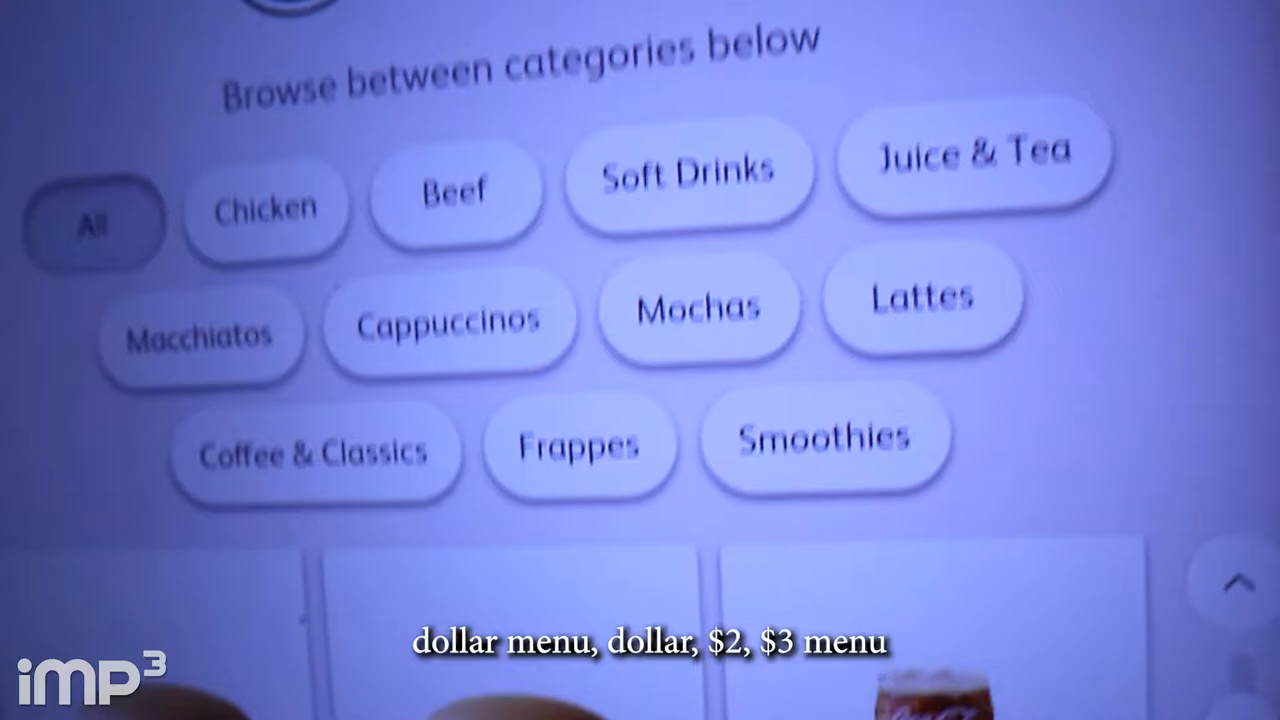 Browse between categories below
All Chicken Beef Soft Drinks Juice & Tea
Macchiatos Cappuccinos Mochas Lattes
Coffee & Classics Frappes Smoothies
dollar menu, dollar, $2, $3 menu
iMP3